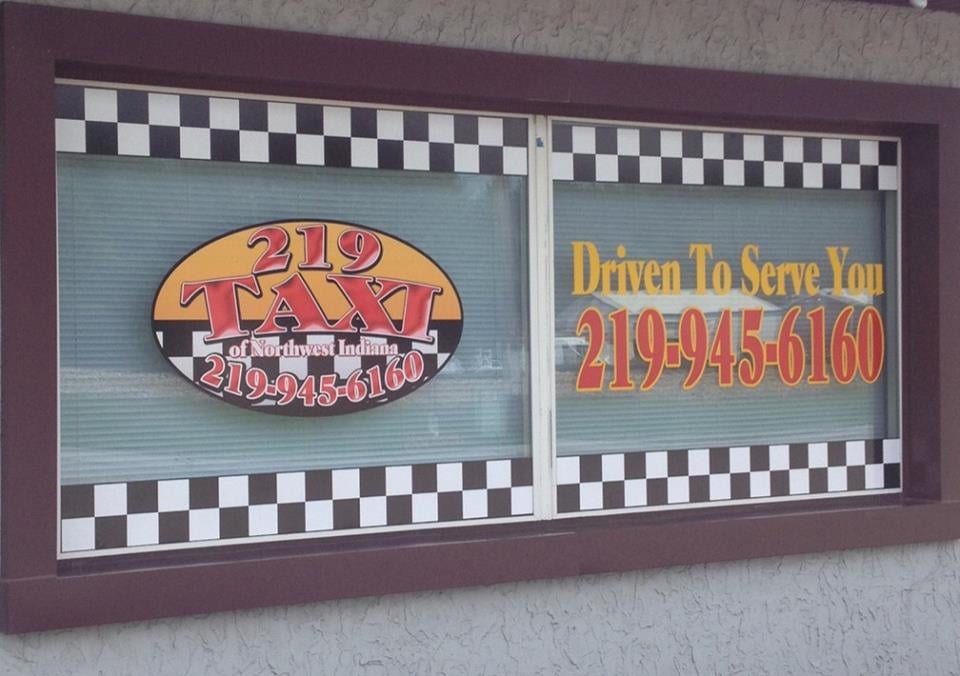 219
TAXI
of Northwest Indiana
219-945-6160
Driven To Serve You
219-945-6160